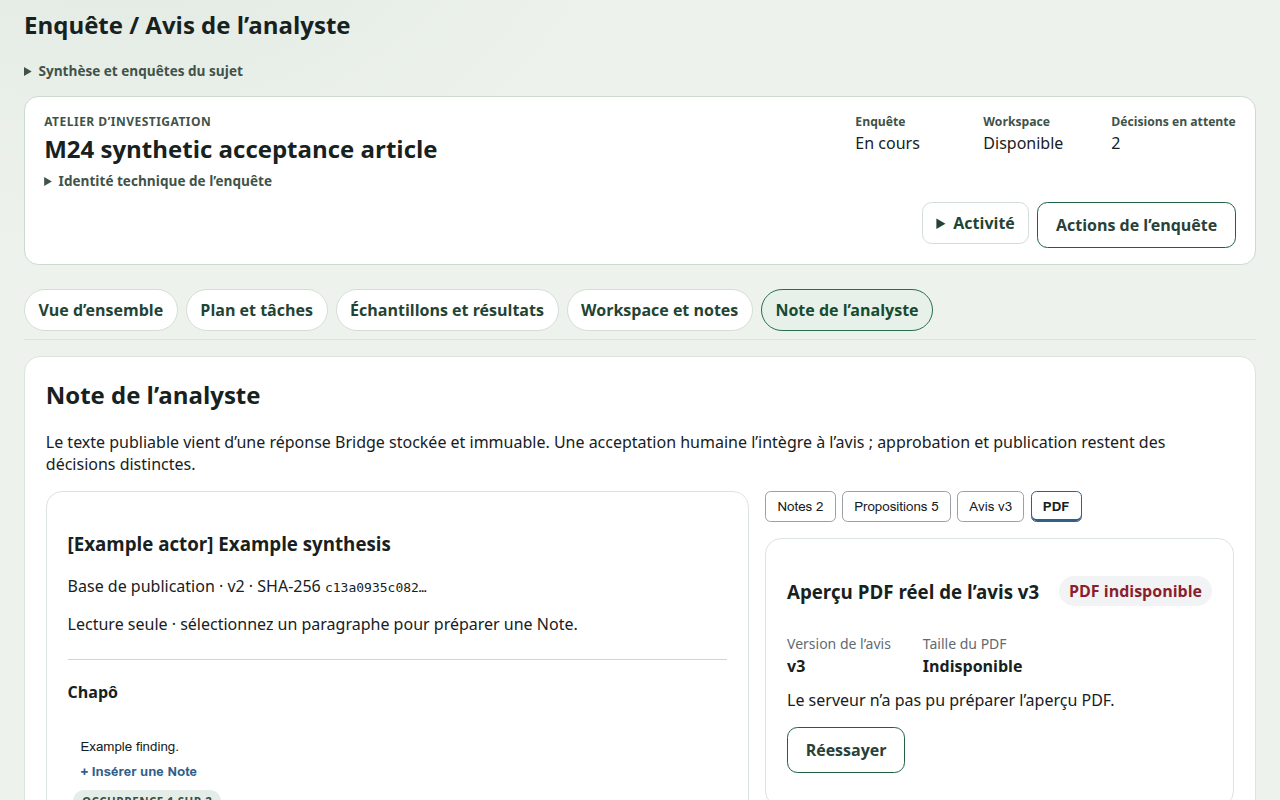 Enquête / Avis de l’analyste
Synthèse et enquêtes du sujet
ATELIER D’INVESTIGATION
M24 synthetic acceptance article
Identité technique de l’enquête
Enquête
En cours
Workspace
Disponible
Décisions en attente
2
Activité
Actions de l’enquête
Vue d’ensemble
Plan et tâches
Échantillons et résultats
Workspace et notes
Note de l’analyste
Note de l’analyste
Le texte publiable vient d’une réponse Bridge stockée et immuable. Une acceptation humaine l’intègre à l’avis ; approbation et publication restent des
décisions distinctes.
[Example actor] Example synthesis
Base de publication · v2 · SHA-256 c13a0935c082…
Lecture seule · sélectionnez un paragraphe pour préparer une Note.
Chapô
Example finding.
+ Insérer une Note
OCCURRENCE 1 SUR 2
Notes 2
Propositions 5
Avis v3
PDF
Aperçu PDF réel de l’avis v3
PDF indisponible
Version de l’avis
v3
Taille du PDF
Indisponible
Le serveur n’a pas pu préparer l’aperçu PDF.
Réessayer